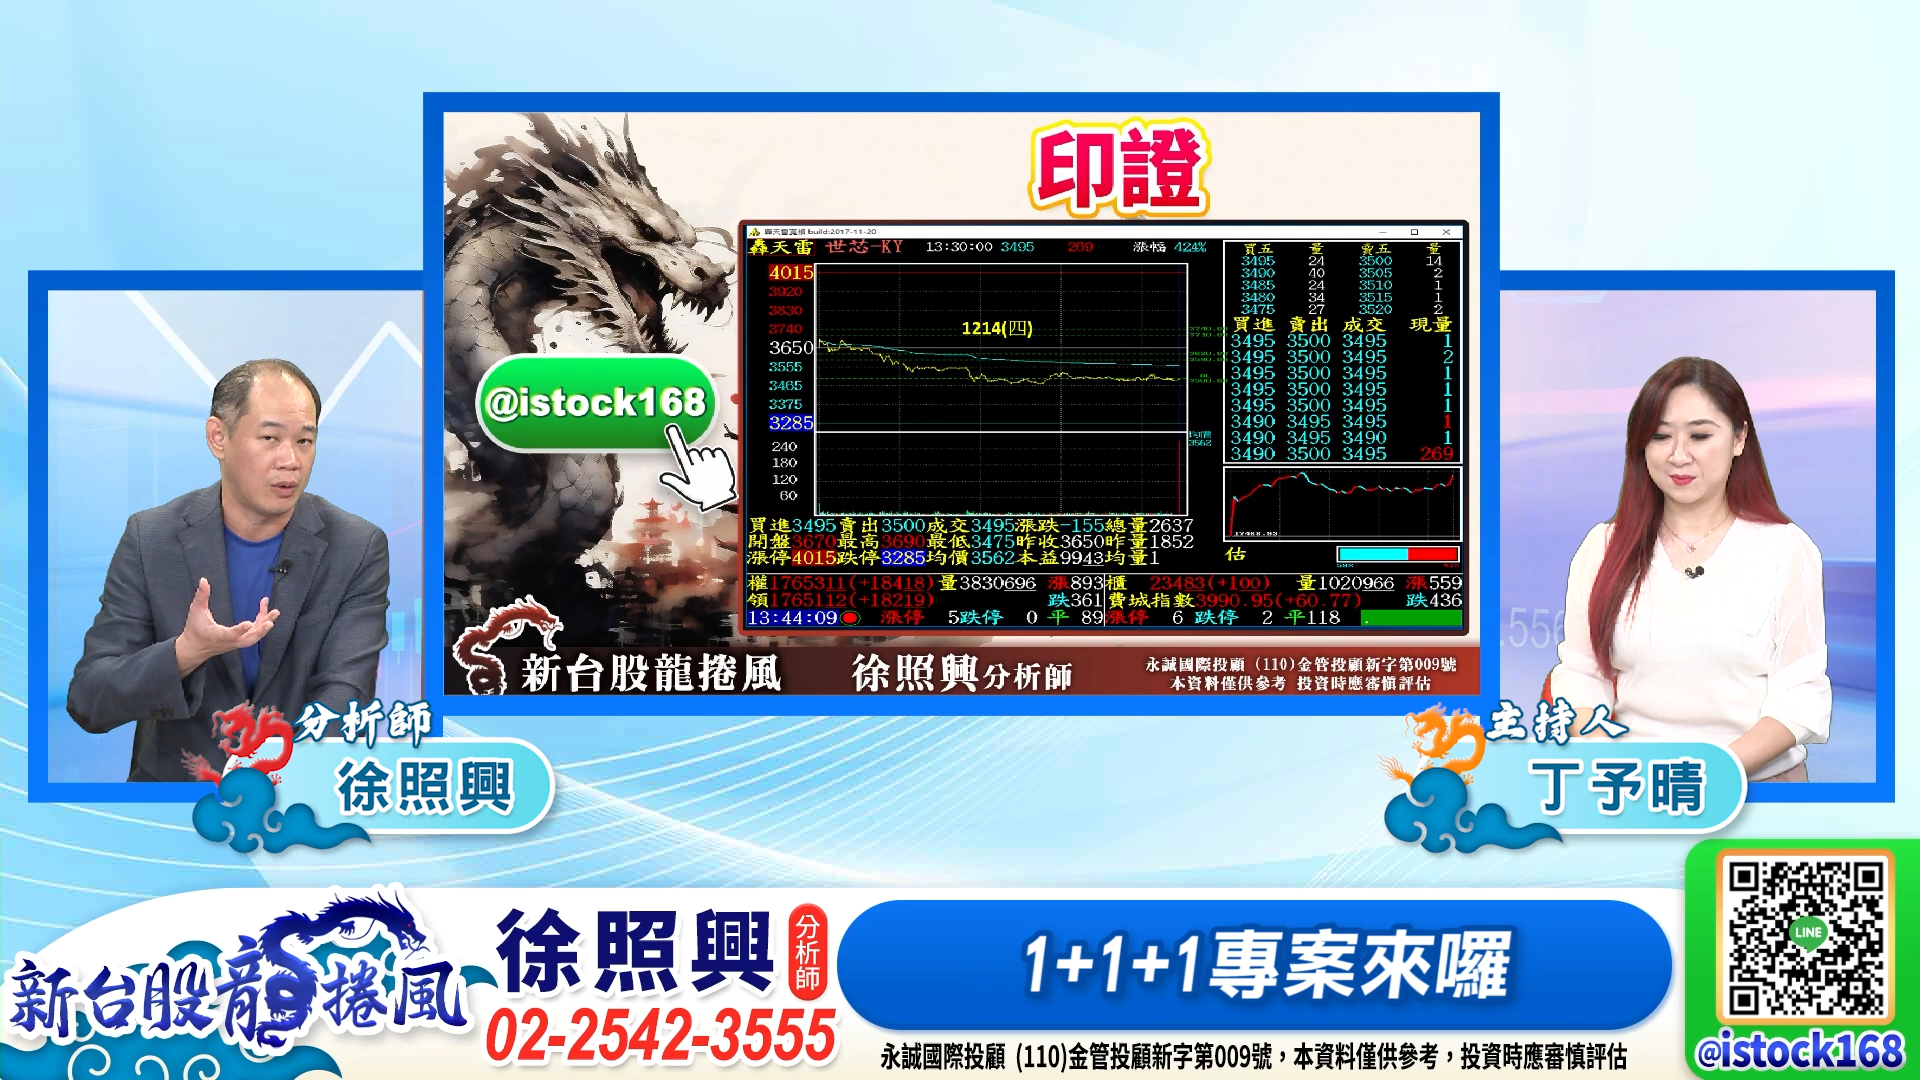 印證
轟天雷 世芯-KY 13:30:00 3495 269 漲幅 4.24%
4015
3920
3830
3740
3650
3555
3465
3375
3285
240
180
120
60
1214(四)
買五 量 賣五 量
3495 24 3500 14
3490 40 3505 2
3485 24 3510 1
3480 34 3515 1
3475 27 3520 2
買進 賣出 成交 現量
3495 3500 3495 1
3495 3500 3495 2
3495 3500 3495 1
3495 3500 3495 1
3495 3500 3495 1
3490 3495 3495 1
3490 3495 3490 1
3490 3500 3495 269
估
買進3495賣出3500成交3495漲跌-155總量2637
開盤3670最高3690最低3475昨收3650昨量1852
漲停4015跌停3285均價3562本益9943均量1
權1765311(+18418)量3830696 漲893櫃 23483(+100) 量1020966 漲559
領1765112(+18219) 跌361費城指數3990.95(+60.77) 跌436
13:44:09 漲停 5跌停 0 平 89漲停 6 跌停 2 平118
@istock168
新台股龍捲風 徐照興分析師
永誠國際投顧 (110)金管投顧新字第009號
本資料僅供參考 投資時應審慎評估
分析師
徐照興
主持人
丁予晴
新台股龍捲風
徐照興 分析師
02-2542-3555
1+1+1專案來囉
永誠國際投顧 (110)金管投顧新字第009號，本資料僅供參考，投資時應審慎評估
LINE
@istock168